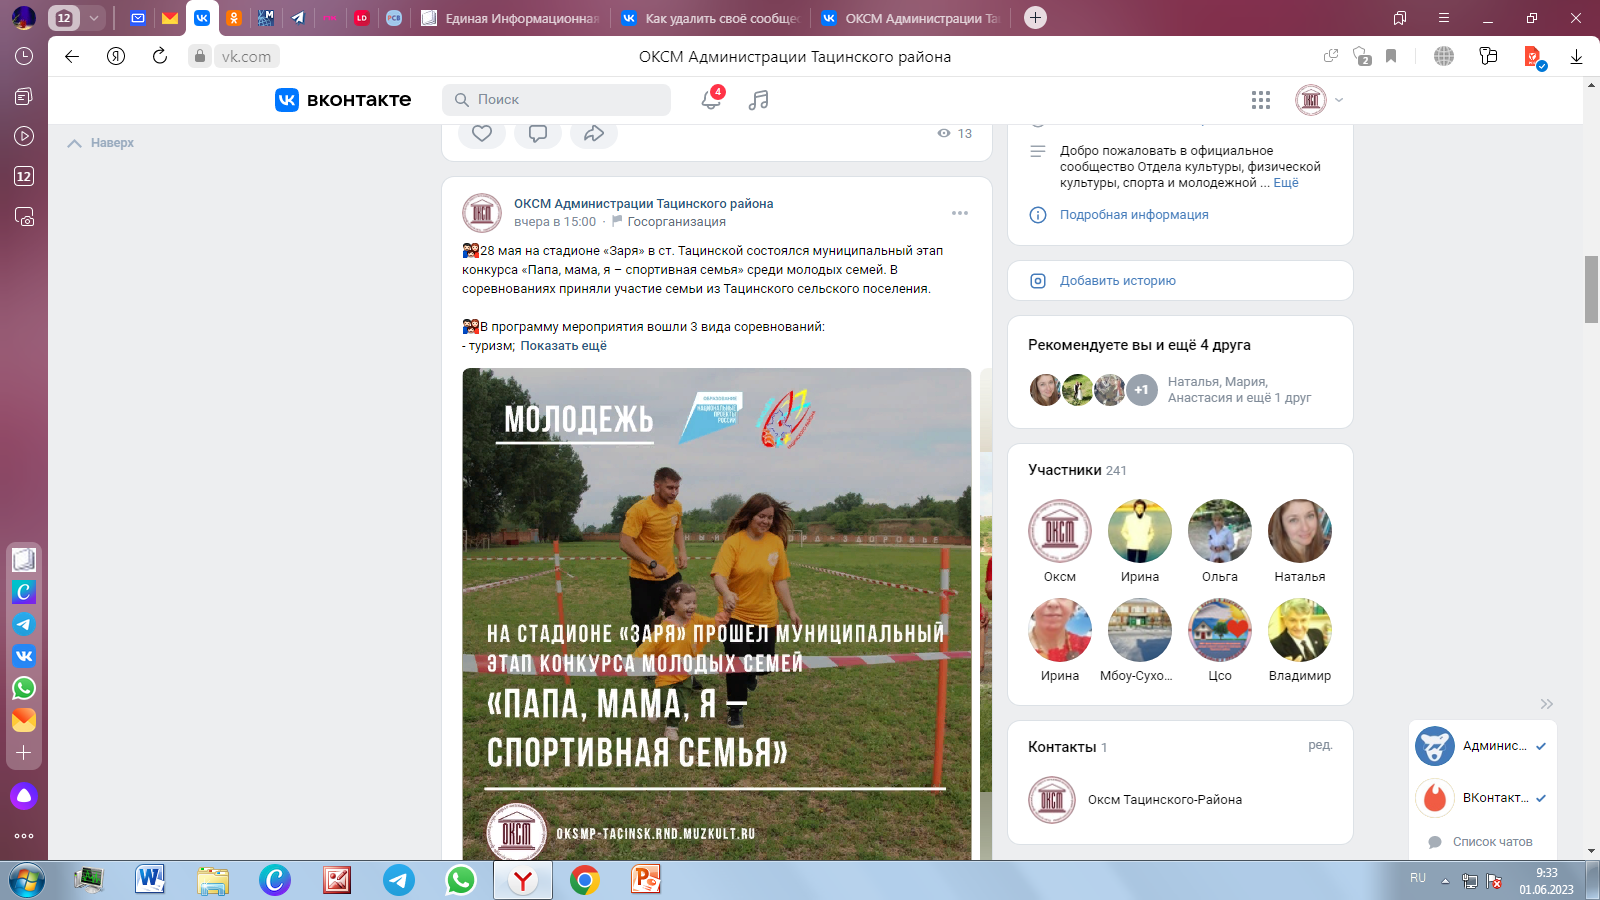 12
Единая Информационная
Как удалить своё сообще
ОКСМ Администрации Та
vk.com
ОКСМ Администрации Тацинского района
2
вконтакте
Поиск
4
Наверх
13
Добро пожаловать в официальное
сообщество Отдела культуры, физической
культуры, спорта и молодежной ... Ещё
Подробная информация
ОКСМ Администрации Тацинского района
вчера в 15:00 · Госорганизация
28 мая на стадионе «Заря» в ст. Тацинской состоялся муниципальный этап
конкурса «Папа, мама, я – спортивная семья» среди молодых семей. В
соревнованиях приняли участие семьи из Тацинского сельского поселения.
В программу мероприятия вошли 3 вида соревнований:
- туризм; Показать ещё
МОЛОДЕЖЬ
ОБРАЗОВАНИЕ
НАЦИОНАЛЬНЫЕ
ПРОЕКТЫ
РОССИИ
НА СТАДИОНЕ «ЗАРЯ» ПРОШЕЛ МУНИЦИПАЛЬНЫЙ
ЭТАП КОНКУРСА МОЛОДЫХ СЕМЕЙ
«ПАПА, МАМА, Я –
СПОРТИВНАЯ СЕМЬЯ»
ОКСМ
OKSMP-TACINSK.RND.MUZKULT.RU
Добавить историю
Рекомендуете вы и ещё 4 друга
+1
Наталья, Мария,
Анастасия и ещё 1 друг
Участники 241
Оксм
Ирина
Ольга
Наталья
Ирина
Мбоу-Сухо...
Цсо
Владимир
Контакты 1
ред.
Оксм Тацинского-Района
Админис...
ВКонтакт...
Список чатов
12
RU
9:33
01.06.2023